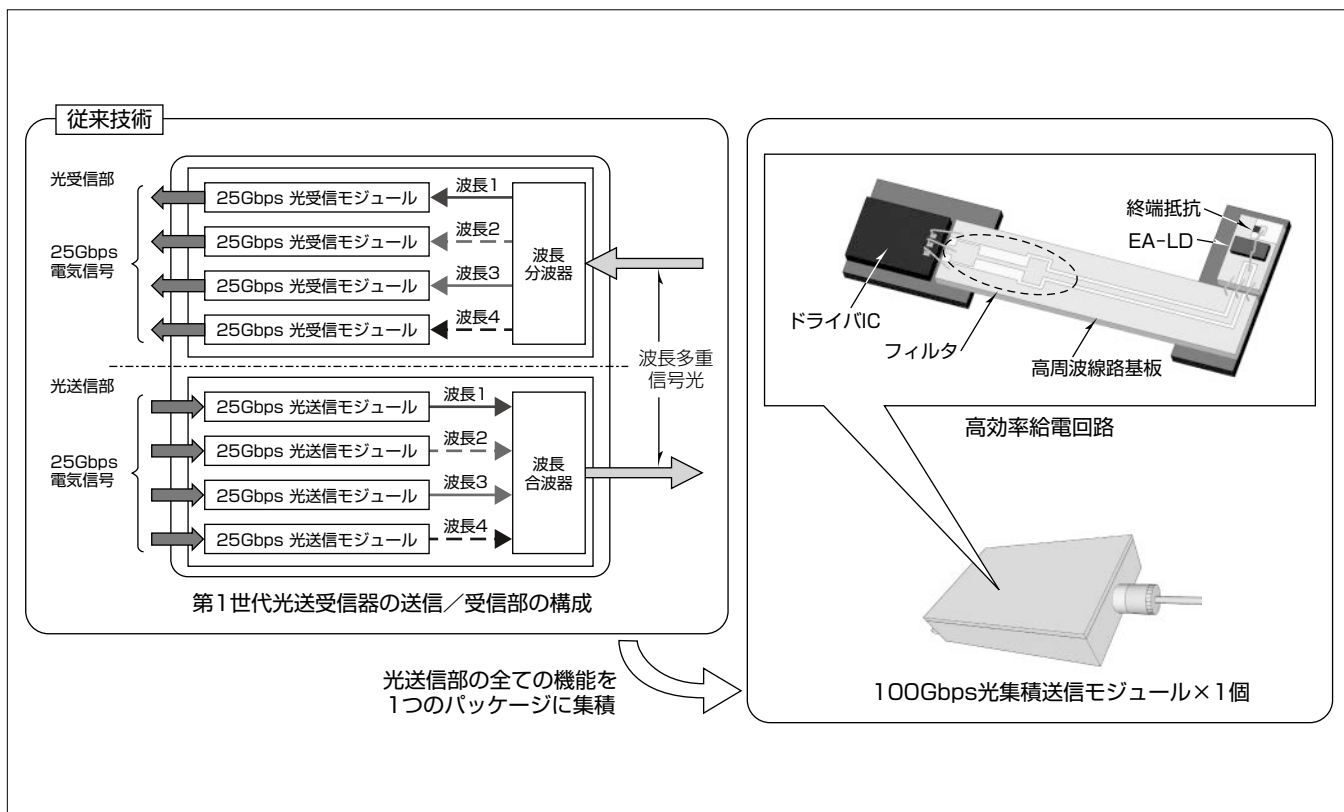 従来技術
光受信部
25Gbps
電気信号
25Gbps 光受信モジュール
25Gbps 光受信モジュール
25Gbps 光受信モジュール
25Gbps 光受信モジュール
波長1
波長2
波長3
波長4
波長
分波器
波長多重
信号光
光送信部
25Gbps
電気信号
25Gbps 光送信モジュール
25Gbps 光送信モジュール
25Gbps 光送信モジュール
25Gbps 光送信モジュール
波長1
波長2
波長3
波長4
波長
合波器
第1世代光送受信器の送信／受信部の構成
光送信部の全ての機能を
1つのパッケージに集積
終端抵抗
EA-LD
ドライバIC
フィルタ
高周波線路基板
高効率給電回路
100Gbps光集積送信モジュール×1個